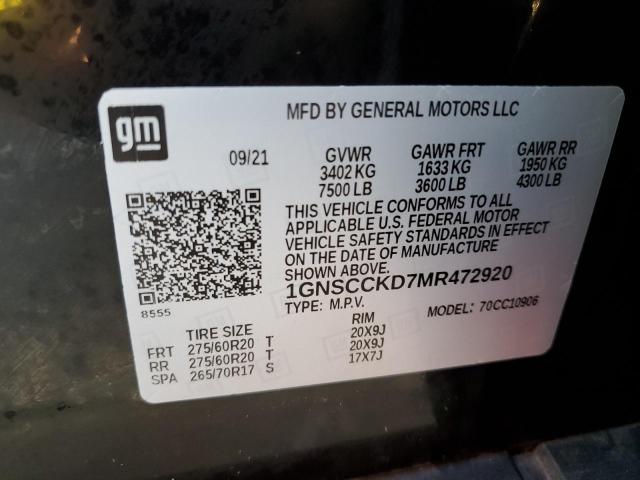 gm
MFD BY GENERAL MOTORS LLC
09/21 GVWR GAWR FRT GAWR RR
3402 KG 1633 KG 1950 KG
7500 LB 3600 LB 4300 LB
THIS VEHICLE CONFORMS TO ALL
APPLICABLE U.S. FEDERAL MOTOR
VEHICLE SAFETY STANDARDS IN EFFECT
ON THE DATE OF MANUFACTURE
SHOWN ABOVE.
1GNSCCKD7MR472920
8555 TYPE: M.P.V. MODEL: 70CC10906
TIRE SIZE RIM
FRT 275/60R20 T 20X9J
RR 275/60R20 T 20X9J
SPA 265/70R17 S 17X7J